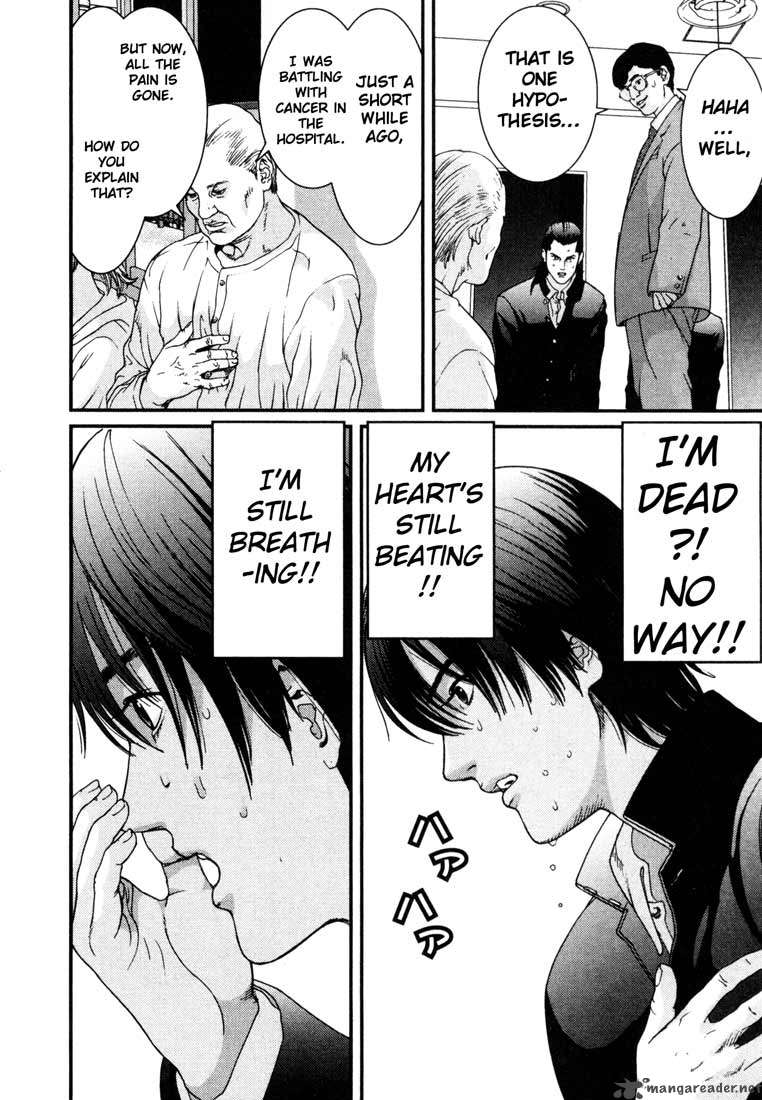 HAHA
...
WELL,
THAT IS
ONE
HYPO-
THESIS...
JUST A
SHORT
WHILE
AGO,
I WAS
BATTLING
WITH
CANCER IN
THE
HOSPITAL.
BUT NOW,
ALL THE
PAIN IS
GONE.
HOW DO
YOU
EXPLAIN
THAT?
I'M
DEAD
?!
NO
WAY!!
MY
HEART'S
STILL
BEATING
!!
ハァ
ハァ
I'M
STILL
BREATH
-ING!!
mangareader.net